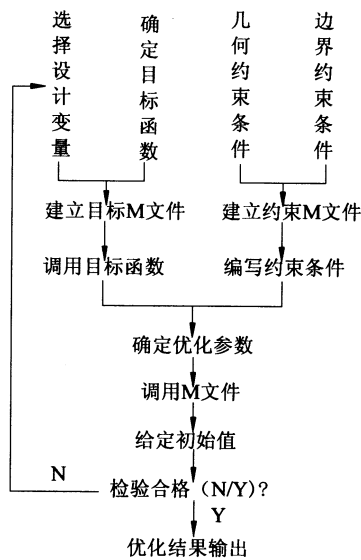 选择设计变量
确定目标函数
几何约束条件
边界约束条件
建立目标M文件
建立约束M文件
调用目标函数
编写约束条件
确定优化参数
调用M文件
给定初始值
N
检验合格（N/Y)?
Y
优化结果输出